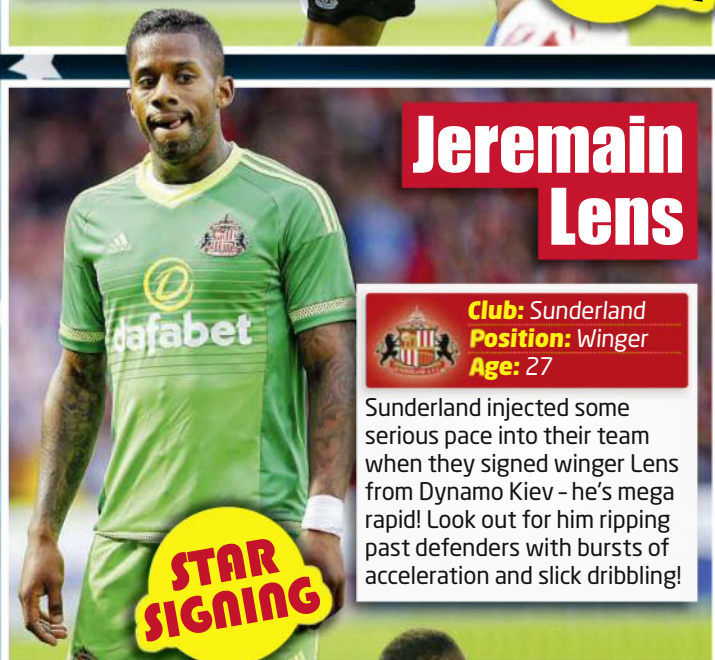 Jeremain
Lens
dafabet
Club: Sunderland
Position: Winger
Age: 27
Sunderland injected some
serious pace into their team
when they signed winger Lens
from Dynamo Kiev – he's mega
rapid! Look out for him ripping
past defenders with bursts of
acceleration and slick dribbling!
STAR
SIGNING